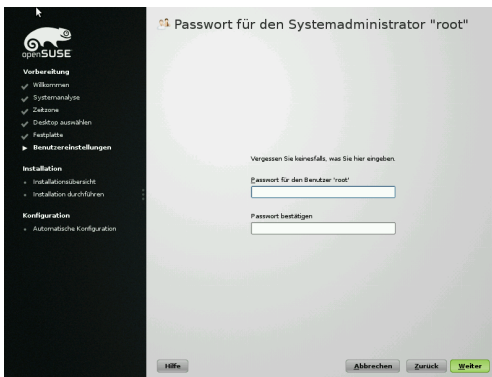 openSUSE
Vorbereitung
Willkommen
Systemanalyse
Zeitzone
Desktop auswählen
Festplatte
Benutzereinstellungen
Installation
Installationsübersicht
Installation durchführen
Konfiguration
Automatische Konfiguration
Passwort für den Systemadministrator "root"
Vergessen Sie keinesfalls, was Sie hier eingeben.
Passwort für den Benutzer 'root'
Passwort bestätigen
Hilfe
Abbrechen
Zurück
Weiter